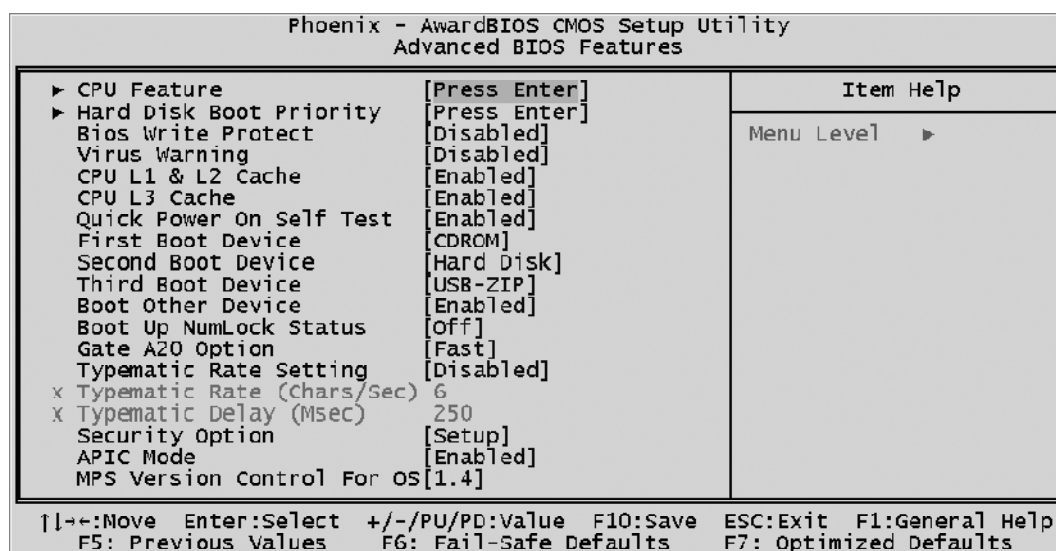 Phoenix - AwardBIOS CMOS Setup Utility
Advanced BIOS Features
► CPU Feature [Press Enter]
► Hard Disk Boot Priority [Press Enter]
Bios Write Protect [Disabled]
Virus Warning [Disabled]
CPU L1 & L2 Cache [Enabled]
CPU L3 Cache [Enabled]
Quick Power On Self Test [Enabled]
First Boot Device [CDROM]
Second Boot Device [Hard Disk]
Third Boot Device [USB-ZIP]
Boot Other Device [Enabled]
Boot Up NumLock Status [Off]
Gate A20 Option [Fast]
Typematic Rate Setting [Disabled]
x Typematic Rate (Chars/Sec) 6
x Typematic Delay (Msec) 250
Security Option [Setup]
APIC Mode [Enabled]
MPS Version Control For OS[1.4]
Item Help
Menu Level ►
↑↓→←:Move Enter:Select +/-/PU/PD:Value F10:Save ESC:Exit F1:General Help
F5: Previous Values F6: Fail-Safe Defaults F7: Optimized Defaults